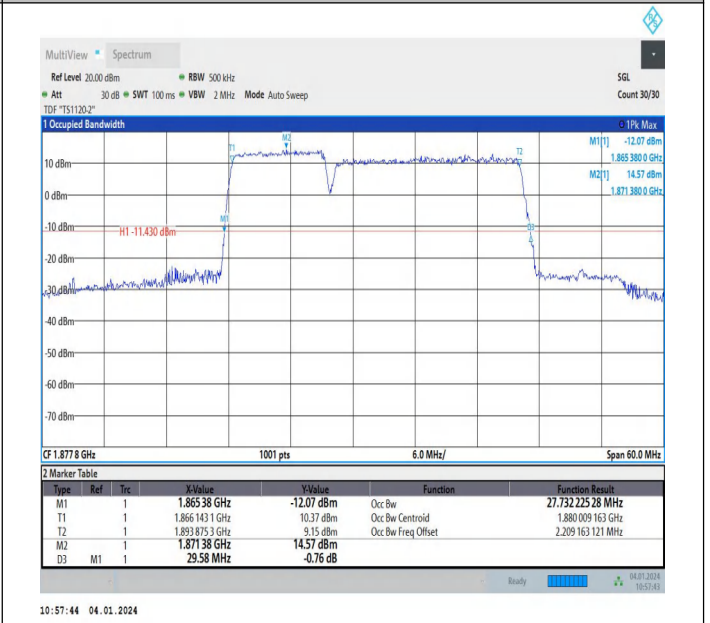 MultiView Spectrum
Ref Level 20.00 dBm RBW 500 kHz SGL
Att 30 dB SWT 100 ms VBW 2 MHz Mode Auto Sweep Count 30/30
TDF "TS1120-2"
1 Occupied Bandwidth 1Pk Max
M1[1] -12.07 dBm
1.865 380 0 GHz
M2[1] 14.57 dBm
1.871 380 0 GHz
M2
T1
T2
10 dBm
0 dBm
M1
D3
-10 dBm
H1 -11.430 dBm
-20 dBm
-30 dBm
-40 dBm
-50 dBm
-60 dBm
-70 dBm
CF 1.877 8 GHz 1001 pts 6.0 MHz/ Span 60.0 MHz
2 Marker Table
Type Ref Trc X-Value Y-Value Function Function Result
M1 1 1.865 38 GHz -12.07 dBm Occ Bw 27.732 225 28 MHz
T1 1 1.866 143 1 GHz 10.37 dBm Occ Bw Centroid 1.880 009 163 GHz
T2 1 1.893 875 3 GHz 9.15 dBm Occ Bw Freq Offset 2.209 163 121 MHz
M2 1 1.871 38 GHz 14.57 dBm
D3 M1 1 29.58 MHz -0.76 dB
Ready 04.01.2024
10:57:43
10:57:44 04.01.2024